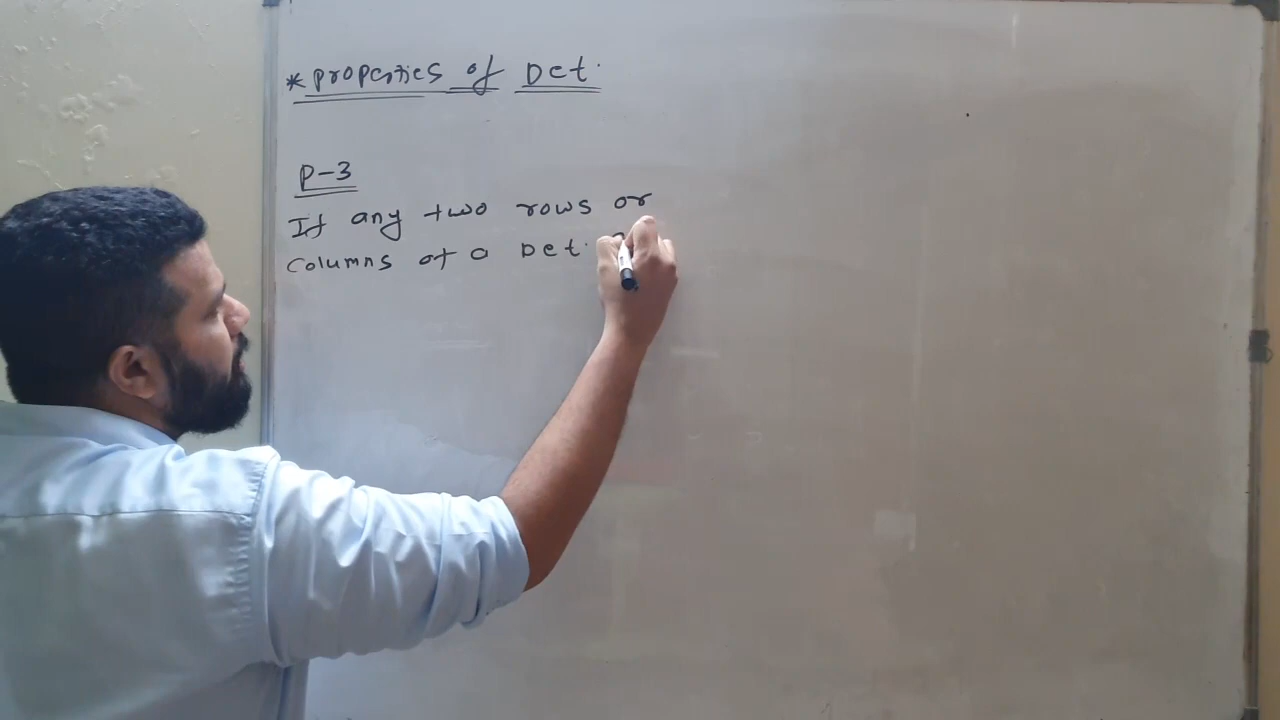 *Properties of Det.
P-3
If any two rows or
columns of a Det.